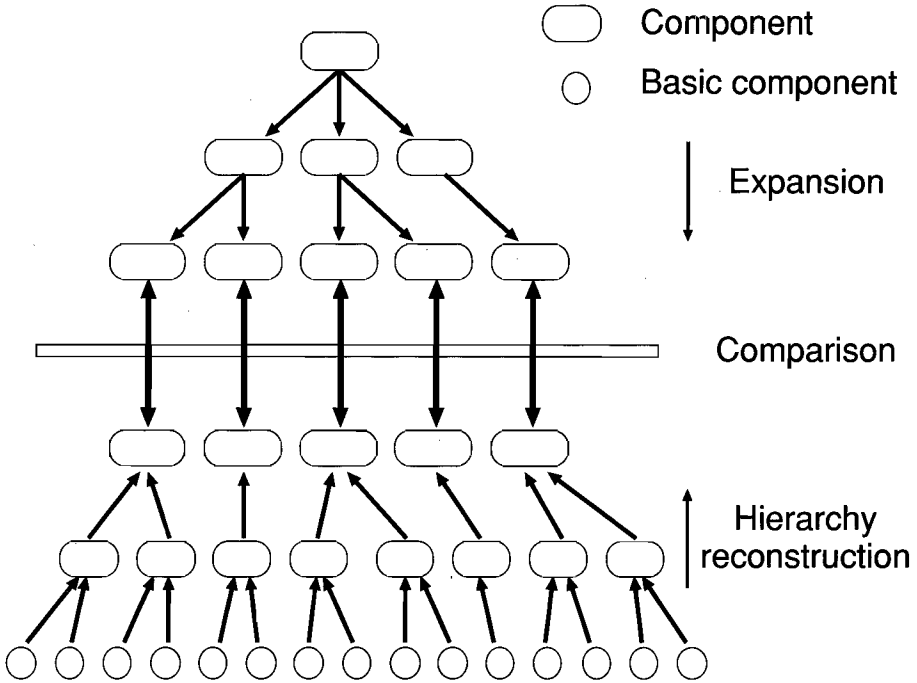 Component
Basic component
Expansion
Comparison
Hierarchy
reconstruction